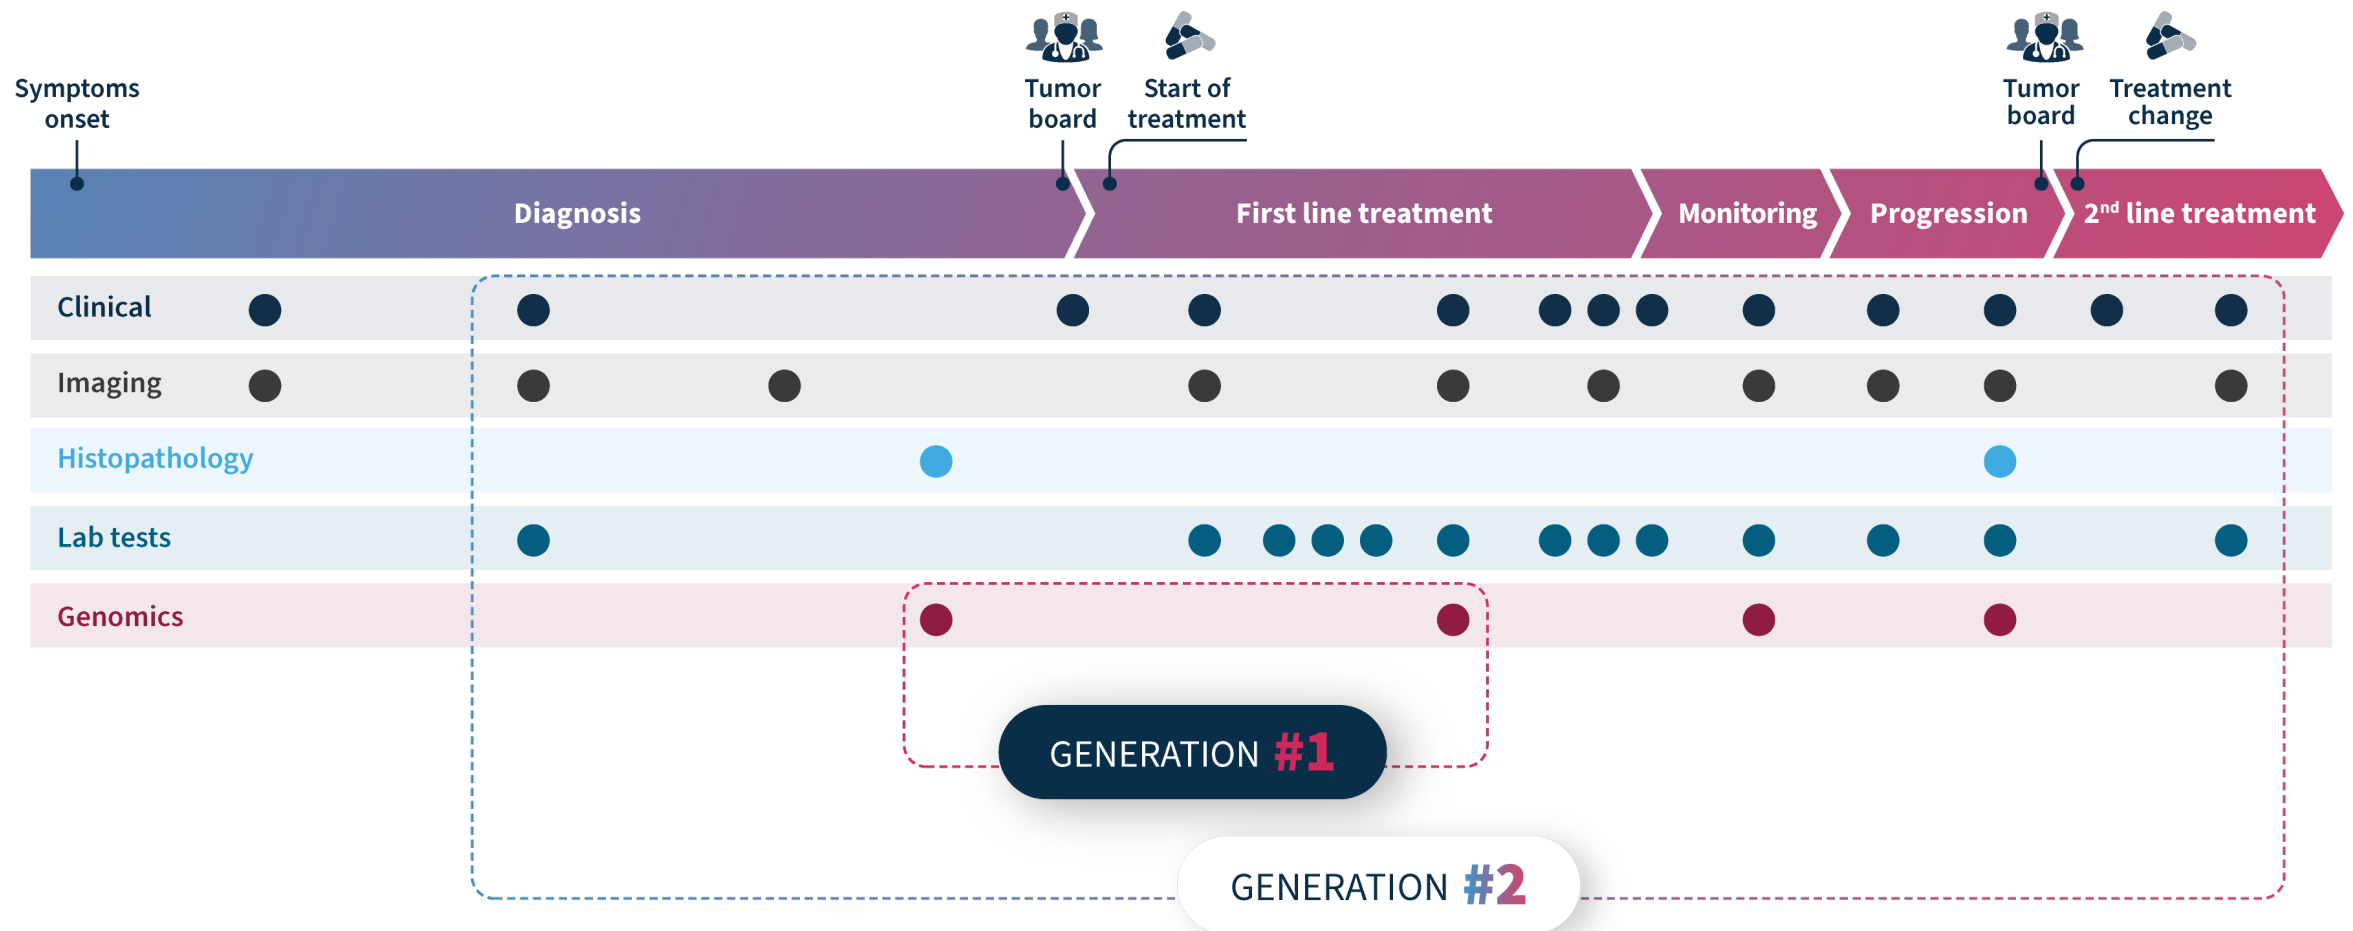 Symptoms
onset
Tumor
board
Start of
treatment
Tumor
board
Treatment
change
Diagnosis
First line treatment
Monitoring
Progression
2nd line treatment
Clinical
Imaging
Histopathology
Lab tests
Genomics
GENERATION #1
GENERATION #2